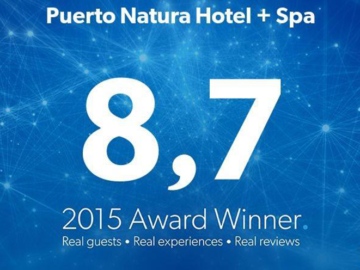 Puerto Natura Hotel + Spa
8,7
2015 Award Winner
Real guests • Real experiences • Real reviews